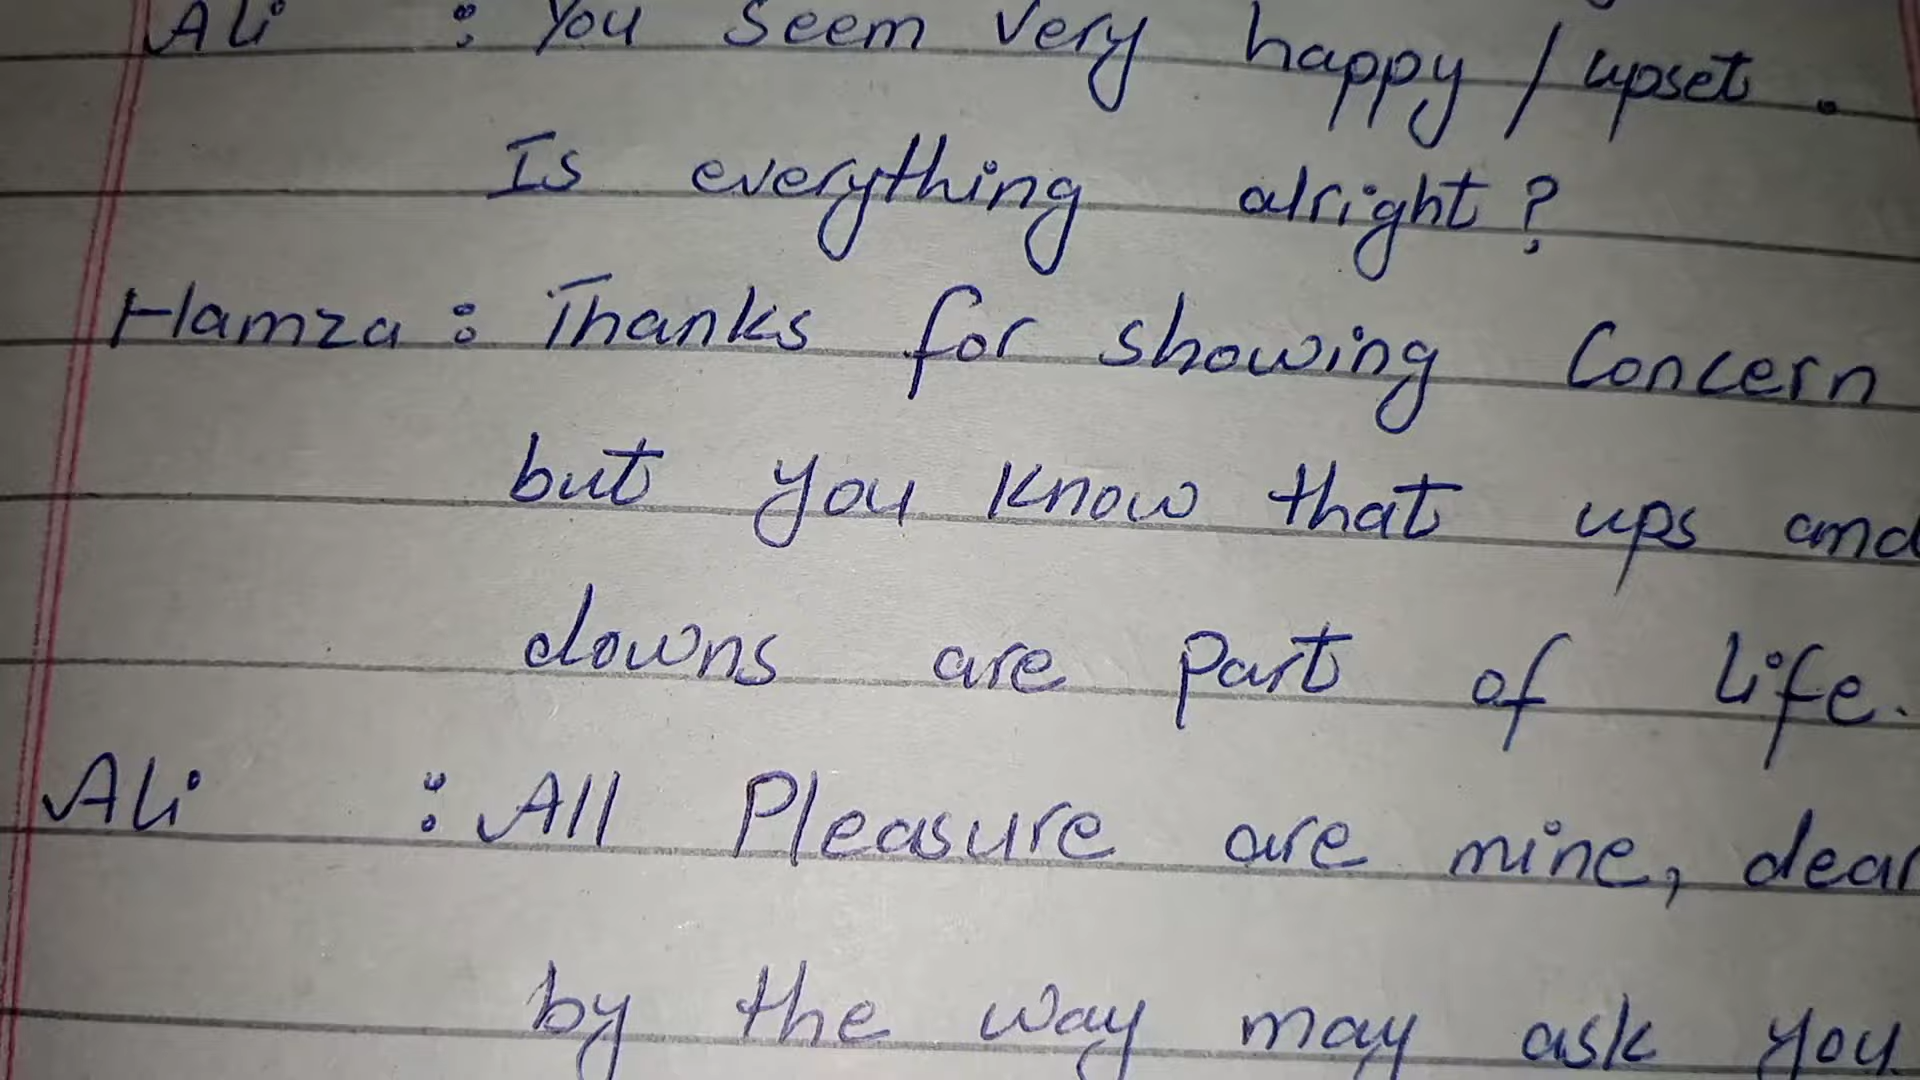 Ali : You Seem Very happy / upset.
Is everything alright ?
Hamza : Thanks for showing Concern
but you know that ups and
downs are part of life.
Ali : All Pleasure are mine, dear
by the way may ask you